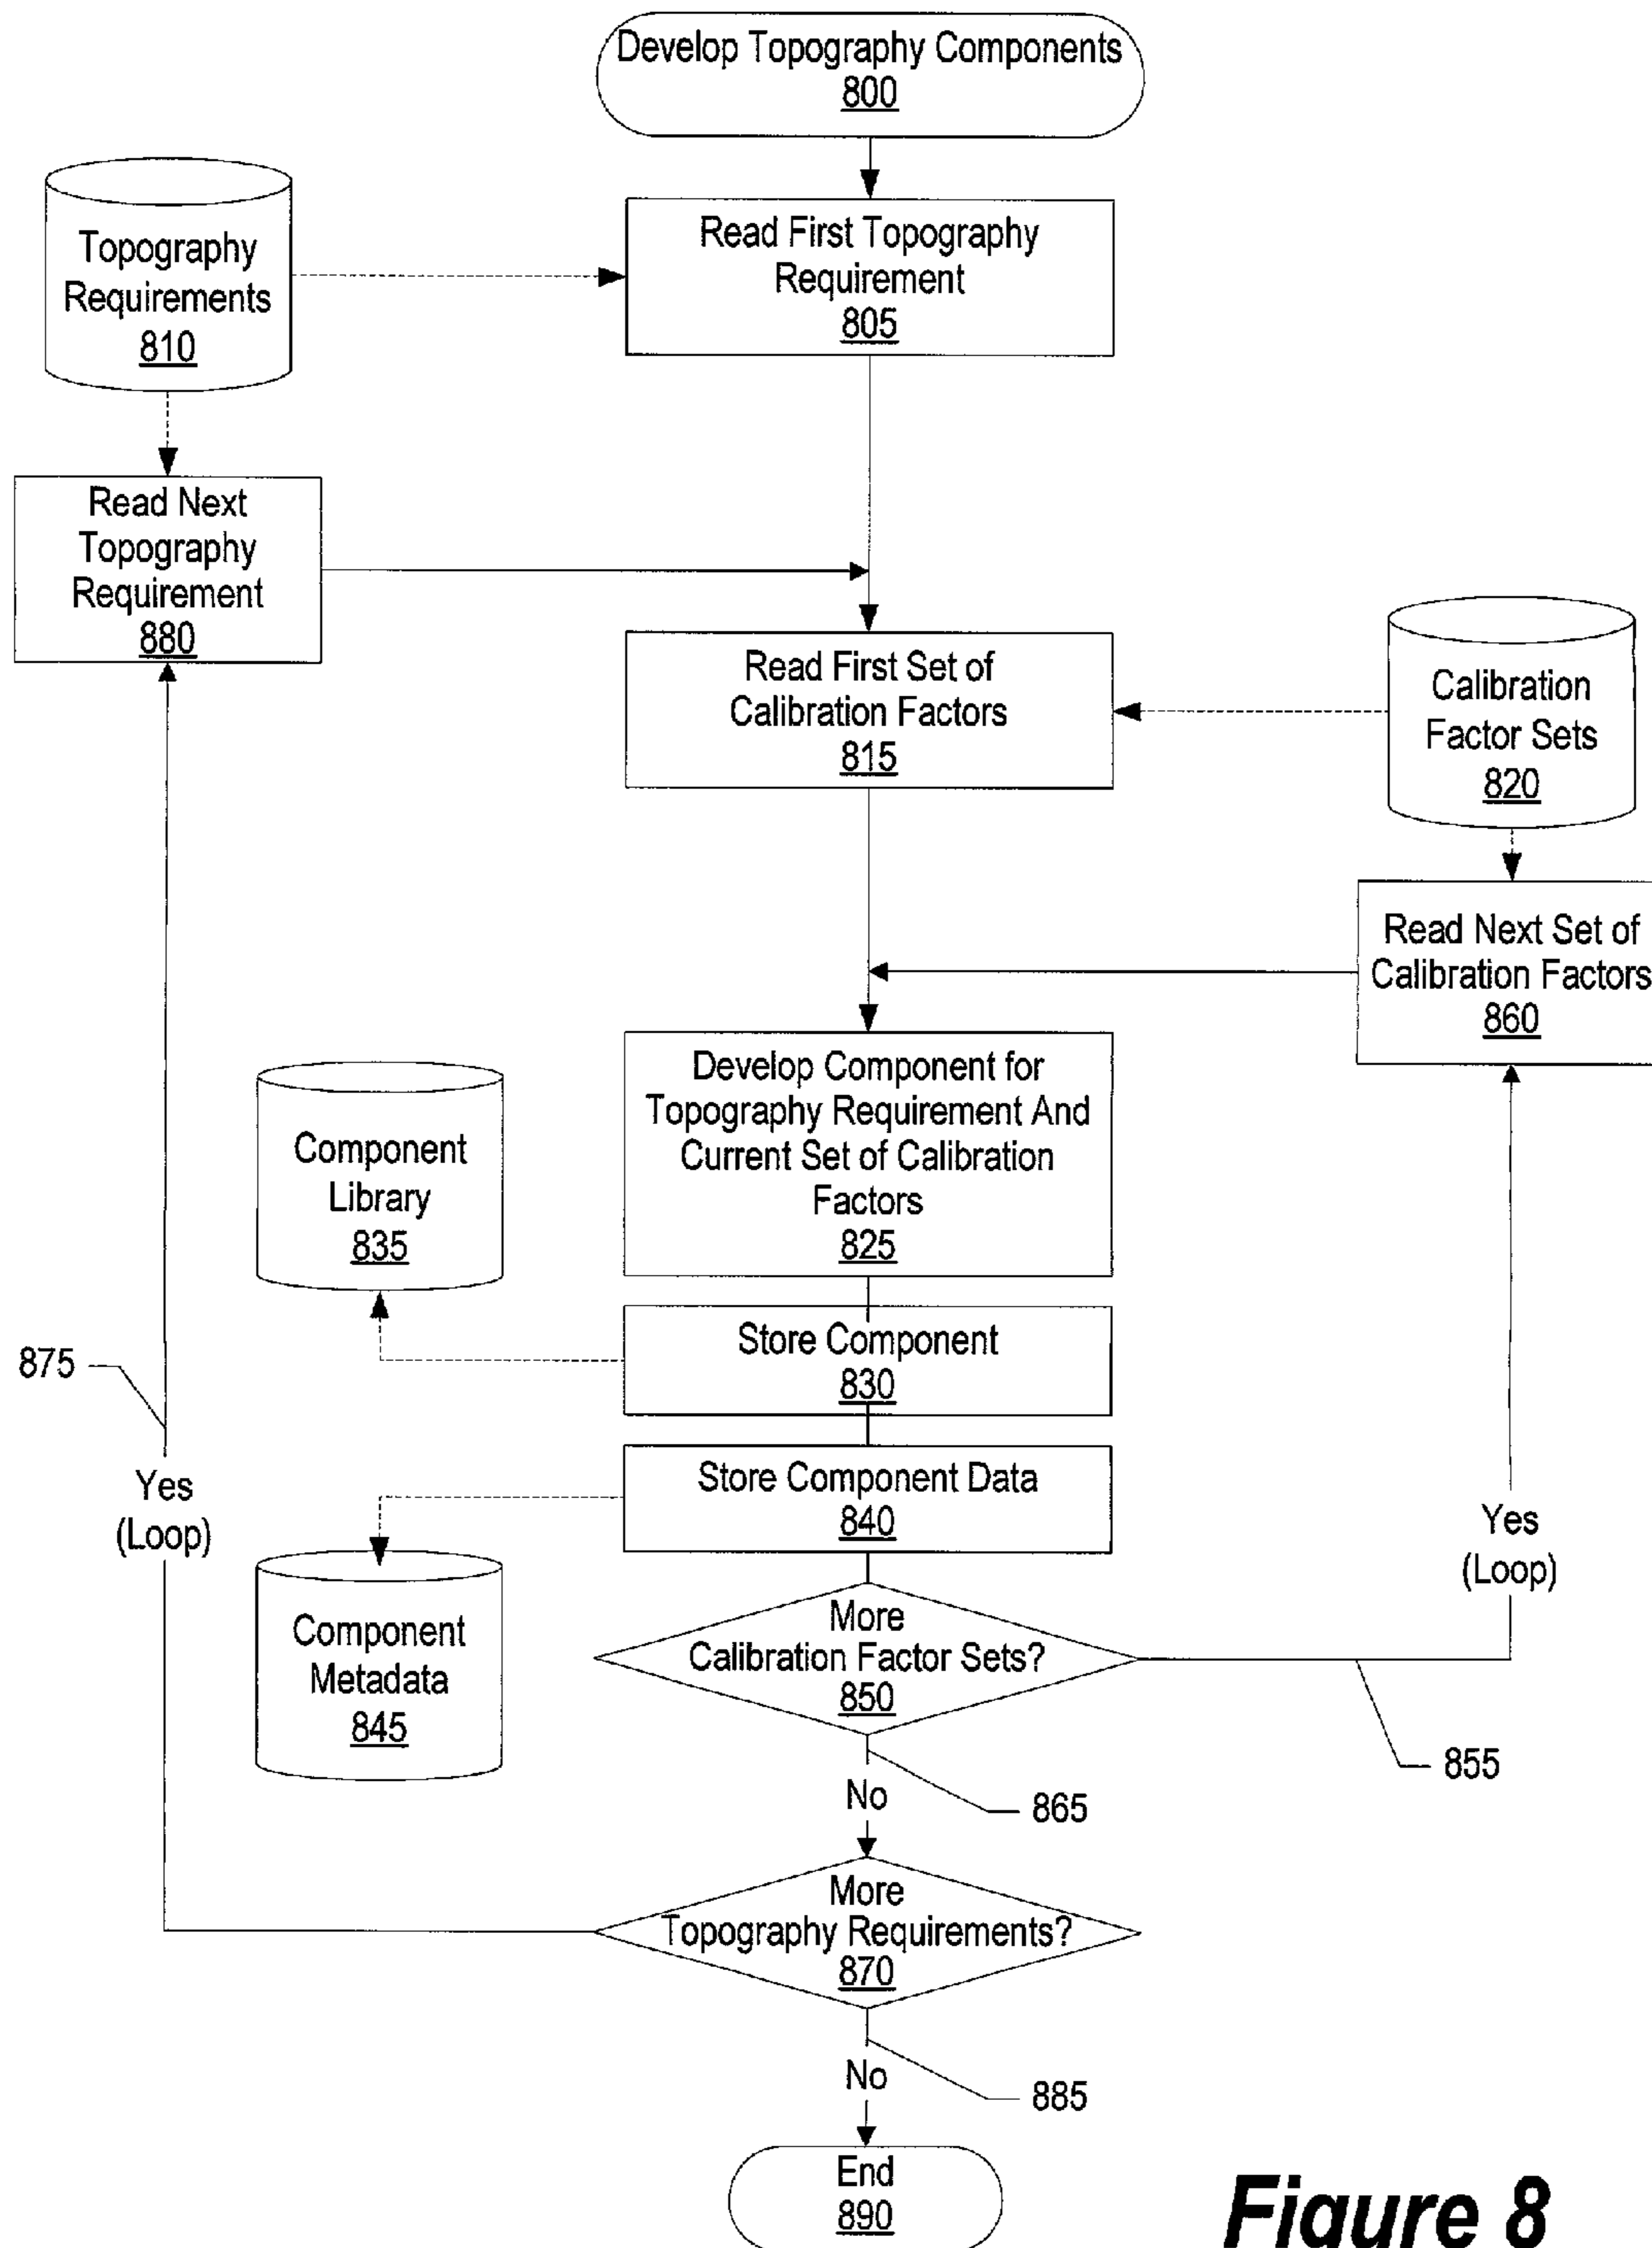 Develop Topography Components
800
Topography
Requirements
810
Read First Topography
Requirement
805
Read Next
Topography
Requirement
880
Read First Set of
Calibration Factors
815
Calibration
Factor Sets
820
Read Next Set of
Calibration Factors
860
Develop Component for
Topography Requirement And
Current Set of Calibration
Factors
825
Component
Library
835
Store Component
830
875
Store Component Data
840
Yes
(Loop)
Yes
(Loop)
Component
Metadata
845
More
Calibration Factor Sets?
850
855
No
865
More
Topography Requirements?
870
No
885
End
890
Figure 8